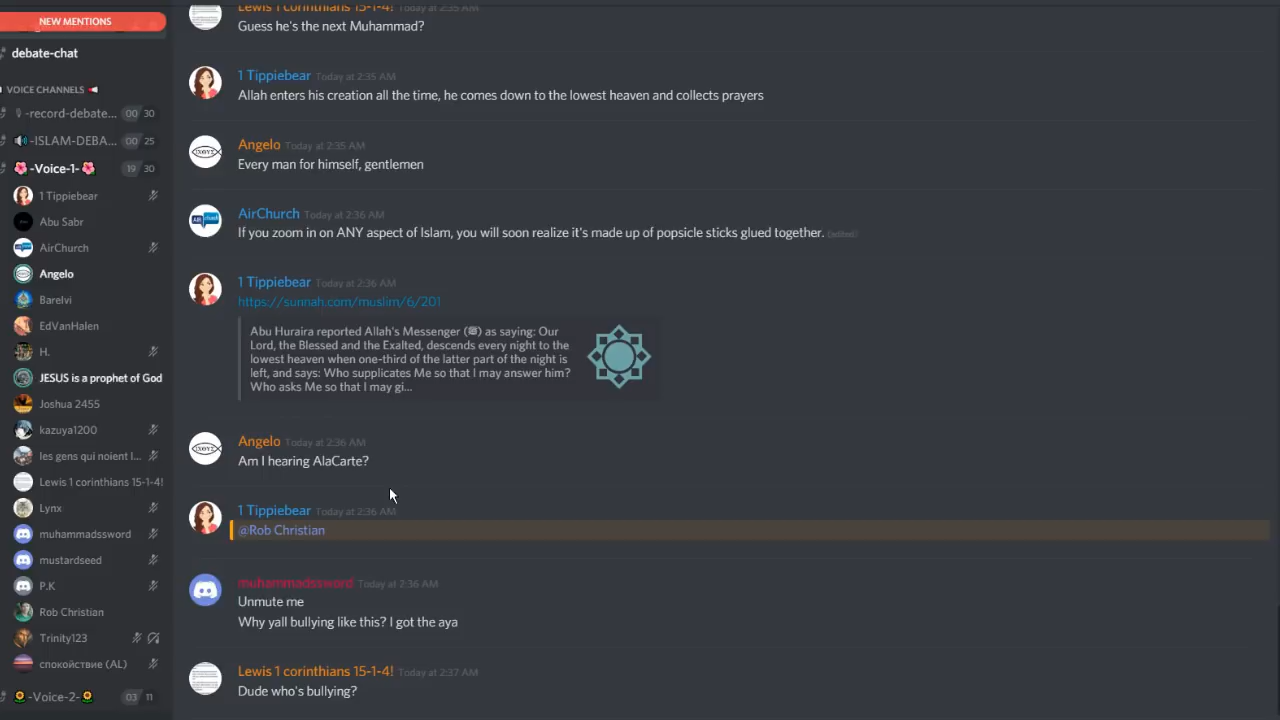 NEW MENTIONS
debate-chat
VOICE CHANNELS
-record-debate... 00 30
-ISLAM-DEBA... 00 25
-Voice-1- 19 30
1 Tippiebear
Abu Sabr
AirChurch
Angelo
Barelvi
EdVanHalen
H.
JESUS is a prophet of God
Joshua 2455
kazuya1200
les gens qui noient l...
Lewis 1 corinthians 15-1-4!
Lynx
muhammadssword
mustardseed
P.K
Rob Christian
Trinity123
спокойствие (AL)
-Voice-2- 03 11
Lewis 1 corinthians 15-1-4! Today at 2:35 AM
Guess he's the next Muhammad?
1 Tippiebear Today at 2:35 AM
Allah enters his creation all the time, he comes down to the lowest heaven and collects prayers
Angelo Today at 2:35 AM
Every man for himself, gentlemen
AirChurch Today at 2:36 AM
If you zoom in on ANY aspect of Islam, you will soon realize it's made up of popsicle sticks glued together. (edited)
1 Tippiebear Today at 2:36 AM
https://sunnah.com/muslim/6/201
Abu Huraira reported Allah's Messenger (ﷺ) as saying: Our
Lord, the Blessed and the Exalted, descends every night to the
lowest heaven when one-third of the latter part of the night is
left, and says: Who supplicates Me so that I may answer him?
Who asks Me so that I may gi...
Angelo Today at 2:36 AM
Am I hearing AlaCarte?
1 Tippiebear Today at 2:36 AM
@Rob Christian
muhammadssword Today at 2:36 AM
Unmute me
Why yall bullying like this? I got the aya
Lewis 1 corinthians 15-1-4! Today at 2:37 AM
Dude who's bullying?